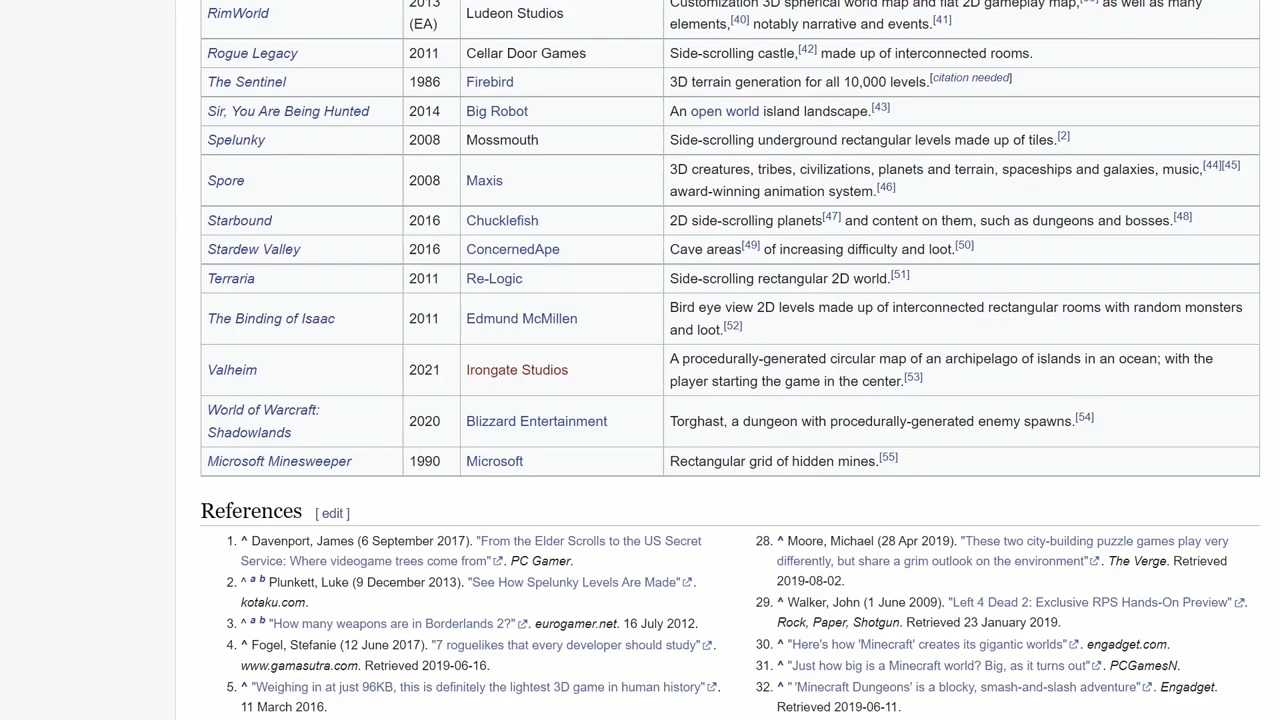 RimWorld 2013 (EA) Ludeon Studios Customization 3D spherical world map and flat 2D gameplay map, as well as many
elements,[40] notably narrative and events.[41]
Rogue Legacy 2011 Cellar Door Games Side-scrolling castle,[42] made up of interconnected rooms.
The Sentinel 1986 Firebird 3D terrain generation for all 10,000 levels.[citation needed]
Sir, You Are Being Hunted 2014 Big Robot An open world island landscape.[43]
Spelunky 2008 Mossmouth Side-scrolling underground rectangular levels made up of tiles.[2]
Spore 2008 Maxis 3D creatures, tribes, civilizations, planets and terrain, spaceships and galaxies, music,[44][45]
award-winning animation system.[46]
Starbound 2016 Chucklefish 2D side-scrolling planets[47] and content on them, such as dungeons and bosses.[48]
Stardew Valley 2016 ConcernedApe Cave areas[49] of increasing difficulty and loot.[50]
Terraria 2011 Re-Logic Side-scrolling rectangular 2D world.[51]
The Binding of Isaac 2011 Edmund McMillen Bird eye view 2D levels made up of interconnected rectangular rooms with random monsters
and loot.[52]
Valheim 2021 Irongate Studios A procedurally-generated circular map of an archipelago of islands in an ocean; with the
player starting the game in the center.[53]
World of Warcraft:
Shadowlands 2020 Blizzard Entertainment Torghast, a dungeon with procedurally-generated enemy spawns.[54]
Microsoft Minesweeper 1990 Microsoft Rectangular grid of hidden mines.[55]
References [ edit ]
1. ^ Davenport, James (6 September 2017). "From the Elder Scrolls to the US Secret
Service: Where videogame trees come from". PC Gamer.
2. ^ a b Plunkett, Luke (9 December 2013). "See How Spelunky Levels Are Made".
kotaku.com.
3. ^ a b "How many weapons are in Borderlands 2?". eurogamer.net. 16 July 2012.
4. ^ Fogel, Stefanie (12 June 2017). "7 roguelikes that every developer should study".
www.gamasutra.com. Retrieved 2019-06-16.
5. ^ "Weighing in at just 96KB, this is definitely the lightest 3D game in human history".
11 March 2016.
28. ^ Moore, Michael (28 Apr 2019). "These two city-building puzzle games play very
differently, but share a grim outlook on the environment". The Verge. Retrieved
2019-08-02.
29. ^ Walker, John (1 June 2009). "Left 4 Dead 2: Exclusive RPS Hands-On Preview".
Rock, Paper, Shotgun. Retrieved 23 January 2019.
30. ^ "Here's how 'Minecraft' creates its gigantic worlds". engadget.com.
31. ^ "Just how big is a Minecraft world? Big, as it turns out". PCGamesN.
32. ^ " 'Minecraft Dungeons' is a blocky, smash-and-slash adventure". Engadget.
Retrieved 2019-06-11.